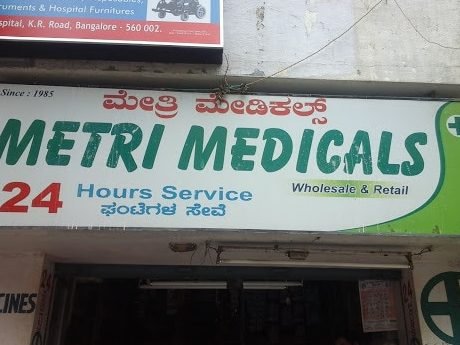 ruments & Hospital Furnitures
spital, K.R. Road, Bangalore - 560 002.
Since : 1985
ಮೇತ್ರಿ ಮೇಡಿಕಲ್ಸ್
METRI MEDICALS
Wholesale & Retail
24 Hours Service
ಘಂಟೆಗಳ ಸೇವೆ
CINES